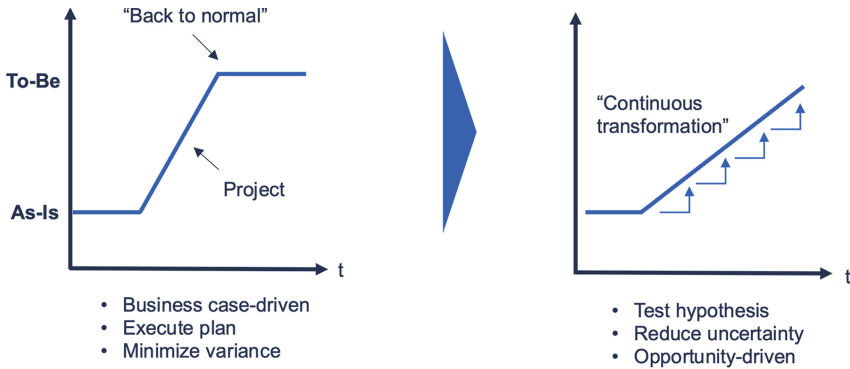 “Back to normal”
To-Be
Project
As-Is
t
• Business case-driven
• Execute plan
• Minimize variance
“Continuous
transformation”
t
• Test hypothesis
• Reduce uncertainty
• Opportunity-driven